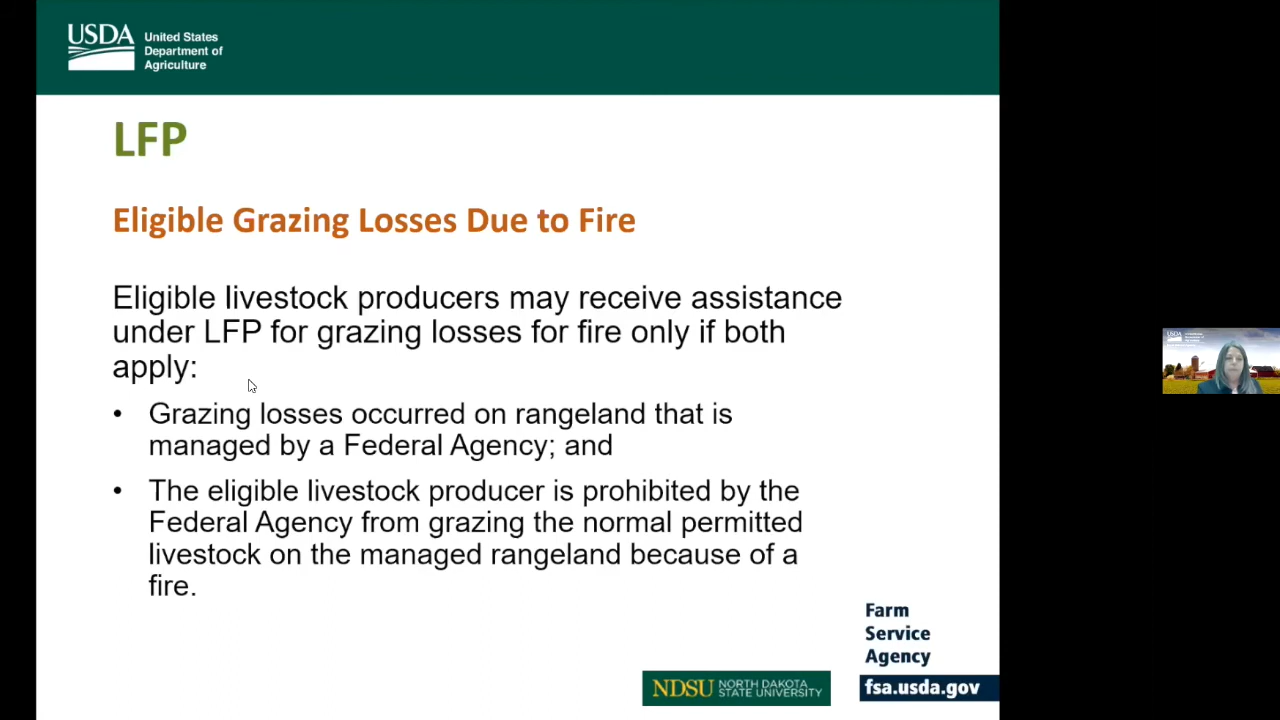 USDA
United States
Department of
Agriculture
LFP
Eligible Grazing Losses Due to Fire
Eligible livestock producers may receive assistance
under LFP for grazing losses for fire only if both
apply:
• Grazing losses occurred on rangeland that is
managed by a Federal Agency; and
• The eligible livestock producer is prohibited by the
Federal Agency from grazing the normal permitted
livestock on the managed rangeland because of a
fire.
Farm
Service
Agency
fsa.usda.gov
NDSU NORTH DAKOTA
STATE UNIVERSITY
USDA